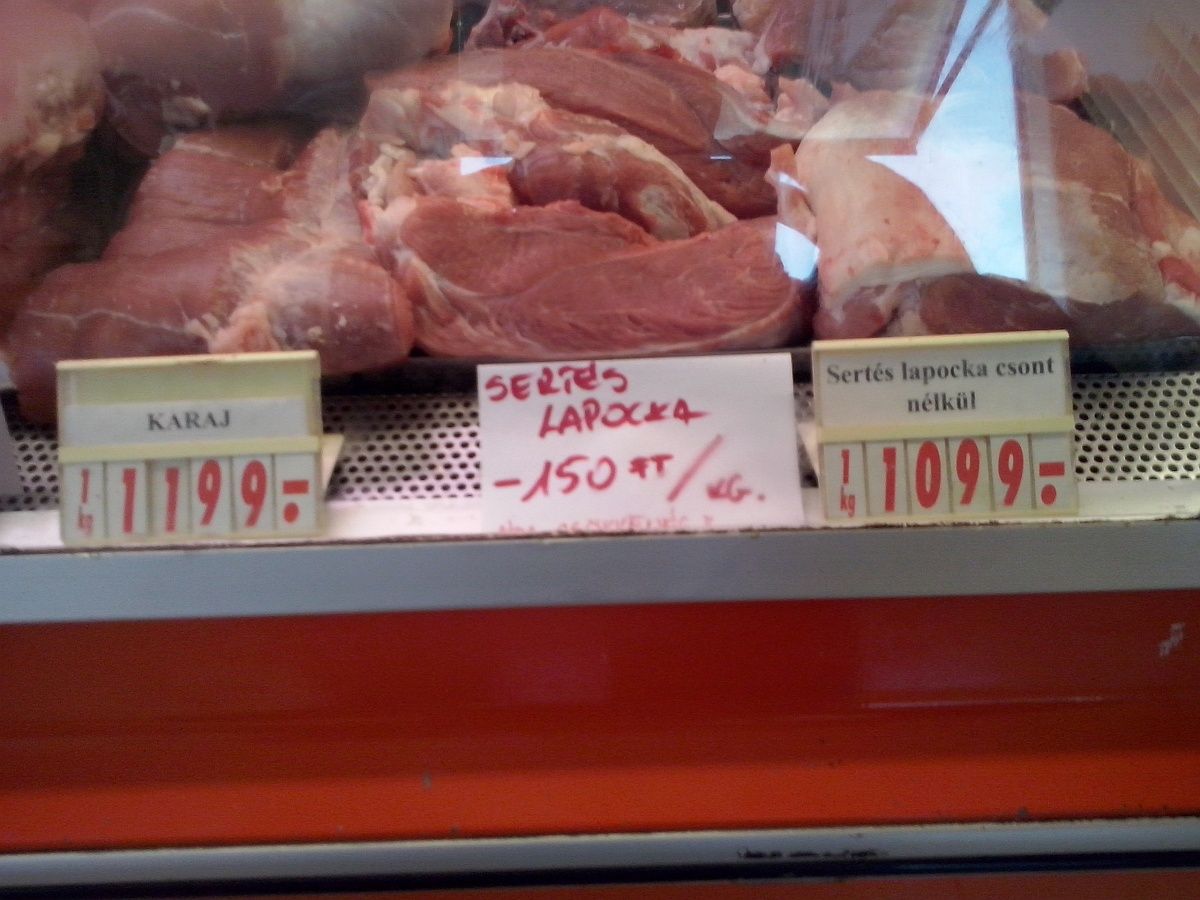 KARAJ
1 kg 1199.-
SERTÉS
LAPOCKA
-150 FT/KG.
Sertés lapocka csont
nélkül
1 kg 1099.-